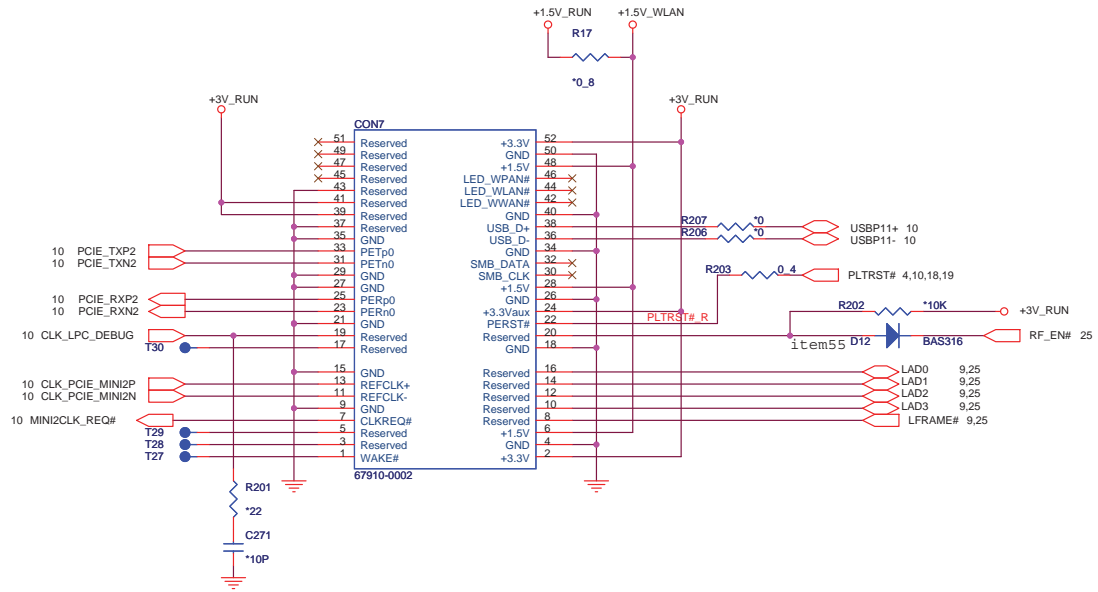 +1.5V_RUN +1.5V_WLAN
R17
*0_8
+3V_RUN +3V_RUN
CON7
51 Reserved +3.3V 52
49 Reserved GND 50
47 Reserved +1.5V 48
45 Reserved LED_WPAN# 46
43 Reserved LED_WLAN# 44
41 Reserved LED_WWAN# 42
39 Reserved GND 40
37 Reserved USB_D+ 38 R207 *0 USBP11+ 10
35 GND USB_D- 36 R206 *0 USBP11- 10
10 PCIE_TXP2 33 PETp0 GND 34
10 PCIE_TXN2 31 PETn0 SMB_DATA 32
29 GND SMB_CLK 30 R203 0_4 PLTRST# 4,10,18,19
27 GND +1.5V 28
10 PCIE_RXP2 25 PERp0 GND 26
10 PCIE_RXN2 23 PERn0 +3.3Vaux 24 R202 *10K +3V_RUN
21 GND PERST# 22 PLTRST#_R
10 CLK_LPC_DEBUG 19 Reserved Reserved 20 RF_EN# 25
T30 17 Reserved GND 18 item55 D12 BAS316
15 GND Reserved 16 LAD0 9,25
10 CLK_PCIE_MINI2P 13 REFCLK+ Reserved 14 LAD1 9,25
10 CLK_PCIE_MINI2N 11 REFCLK- Reserved 12 LAD2 9,25
9 GND Reserved 10 LAD3 9,25
10 MINI2CLK_REQ# 7 CLKREQ# Reserved 8 LFRAME# 9,25
T29 5 Reserved +1.5V 6
T28 3 Reserved GND 4
T27 1 WAKE# +3.3V 2
67910-0002
R201
*22
C271
*10P